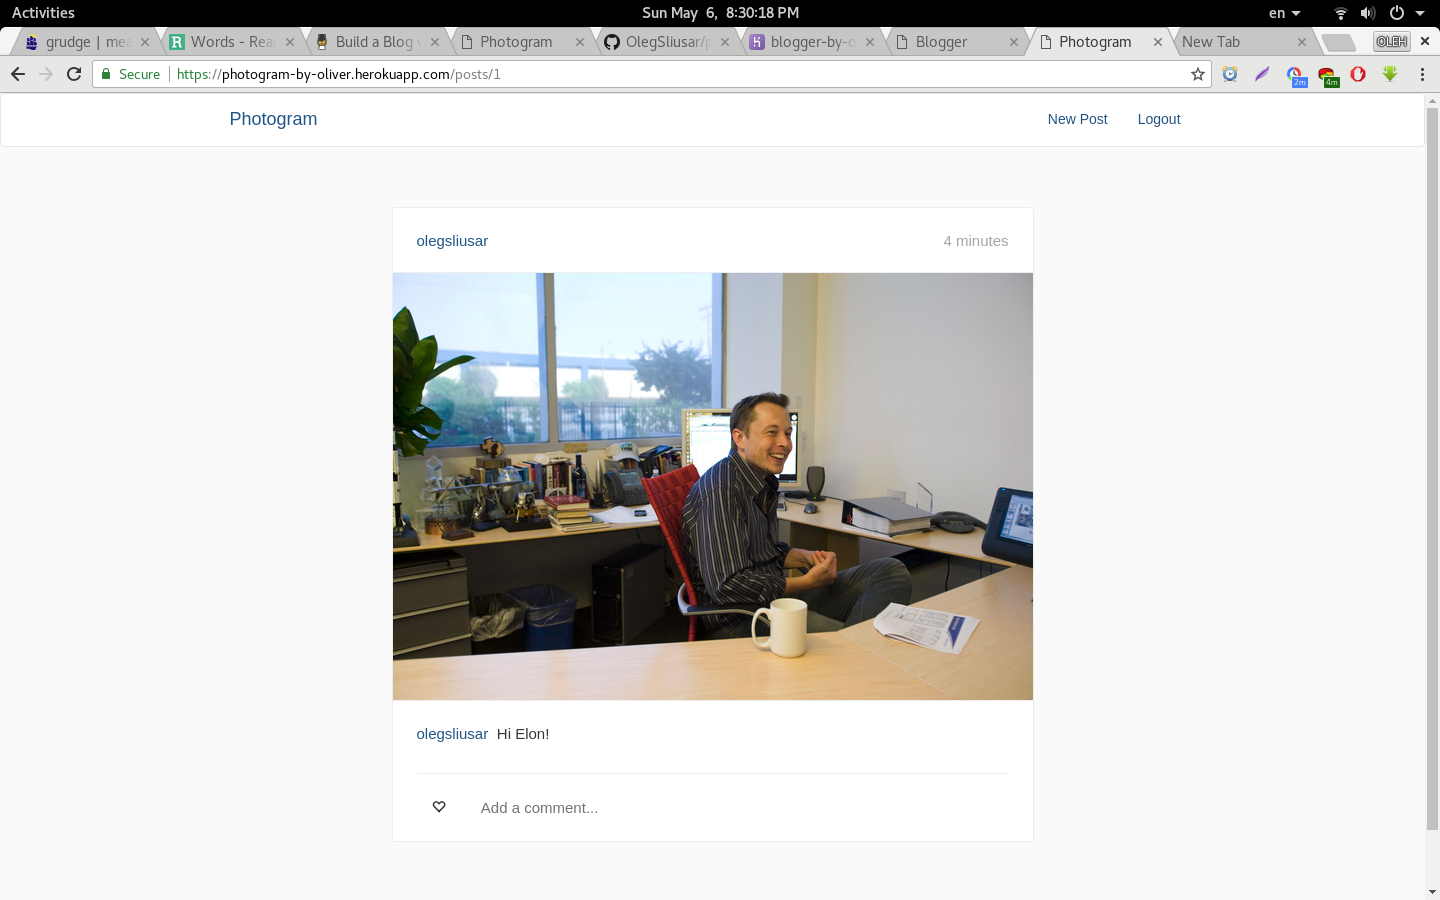 Activities
Sun May 6, 8:30:18 PM
en
grudge | mea
Words - Rea
Build a Blog
Photogram
OlegSliusar/p
blogger-by-o
Blogger
Photogram
New Tab
OLEH
Secure
https://photogram-by-oliver.herokuapp.com/posts/1
2m
4m
Photogram
New Post
Logout
olegsliusar
4 minutes
olegsliusar Hi Elon!
Add a comment...